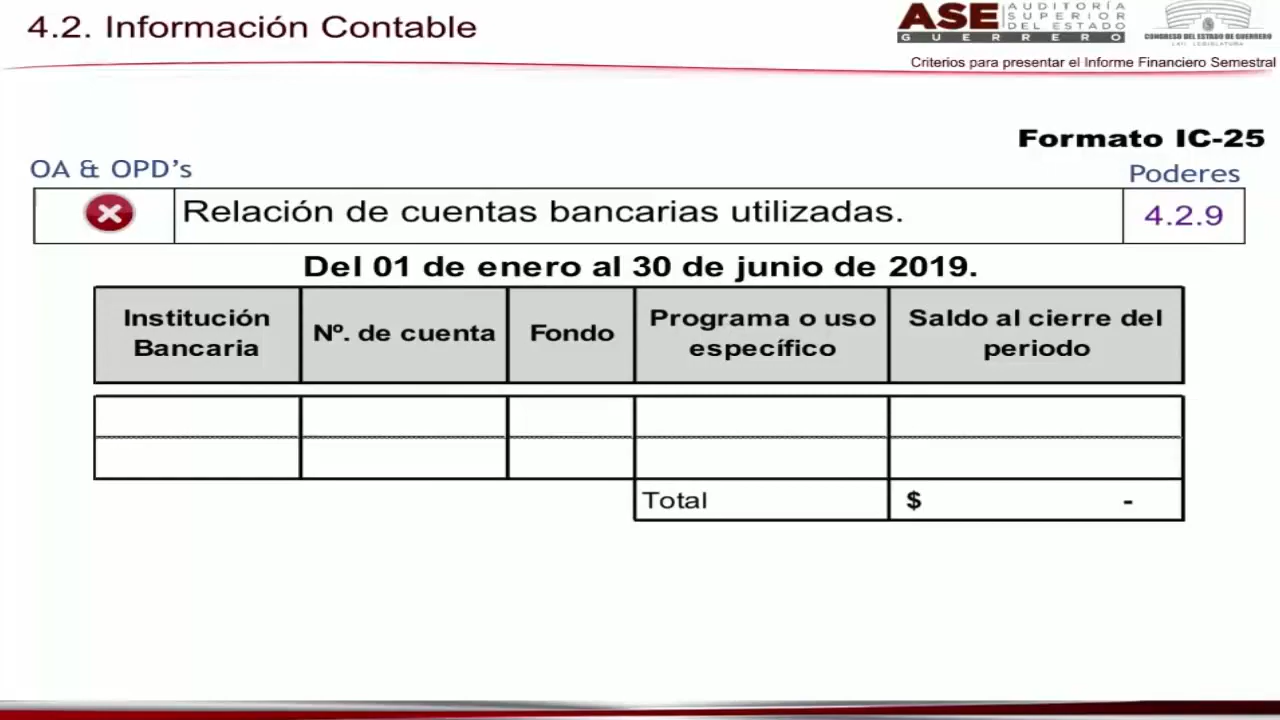 4.2. Información Contable
ASE
AUDITORÍA
SUPERIOR
DEL ESTADO
GUERRERO
CONGRESO DEL ESTADO DE GUERRERO
LXII LEGISLATURA
Criterios para presentar el Informe Financiero Semestral
Formato IC-25
OA & OPD’s
Poderes
Relación de cuentas bancarias utilizadas.
4.2.9
Del 01 de enero al 30 de junio de 2019.
Institución
Bancaria
Nº. de cuenta
Fondo
Programa o uso
específico
Saldo al cierre del
periodo
Total
$ -